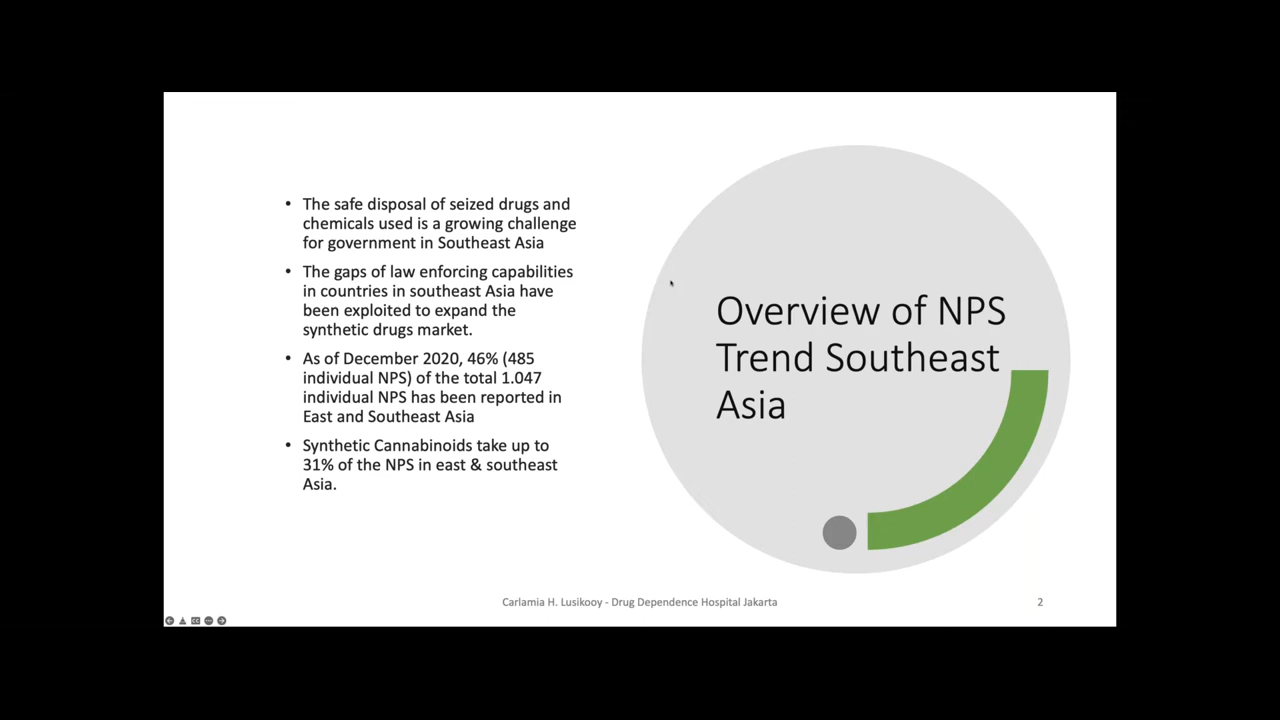 • The safe disposal of seized drugs and
chemicals used is a growing challenge
for government in Southeast Asia
• The gaps of law enforcing capabilities
in countries in southeast Asia have
been exploited to expand the
synthetic drugs market.
• As of December 2020, 46% (485
individual NPS) of the total 1.047
individual NPS has been reported in
East and Southeast Asia
• Synthetic Cannabinoids take up to
31% of the NPS in east & southeast
Asia.
Overview of NPS
Trend Southeast
Asia
Carlamia H. Lusikooy - Drug Dependence Hospital Jakarta
2